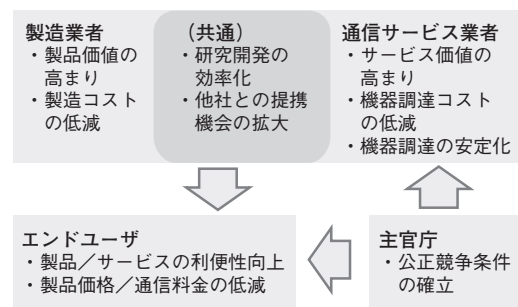 製造業者
・製品価値の
高まり
・製造コスト
の低減
（共通）
・研究開発の
効率化
・他社との提携
機会の拡大
通信サービス業者
・サービス価値の
高まり
・機器調達コスト
の低減
・機器調達の安定化
エンドユーザ
・製品／サービスの利便性向上
・製品価格／通信料金の低減
主官庁
・公正競争条件
の確立